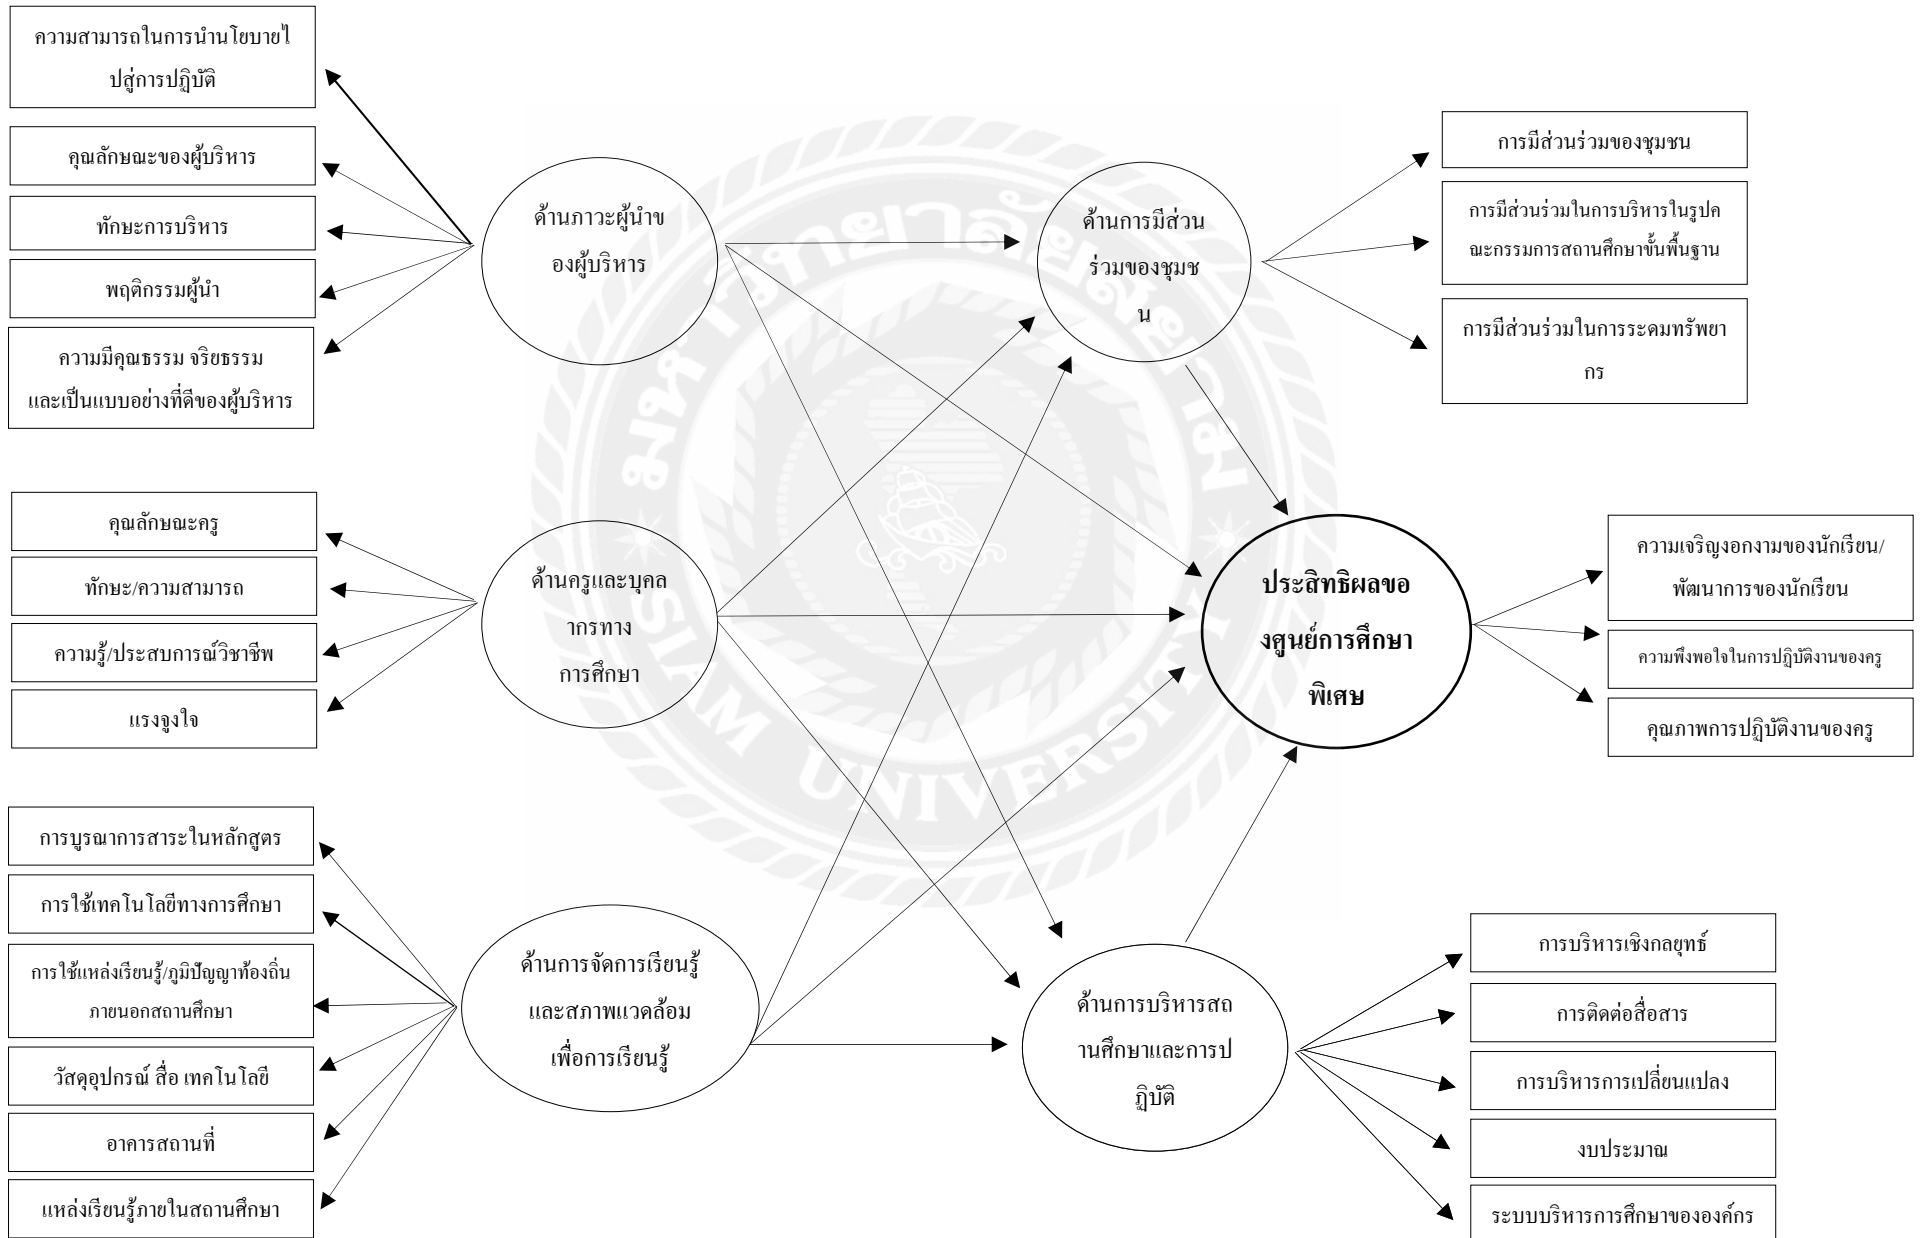 ความสามารถในการนำนโยบายไ
ปสู่การปฏิบัติ
คุณลักษณะของผู้บริหาร
ทักษะการบริหาร
พฤติกรรมผู้นำ
ความมีคุณธรรม จริยธรรม
และเป็นแบบอย่างที่ดีของผู้บริหาร
ด้านภาวะผู้นำข
องผู้บริหาร
ด้านการมีส่วน
ร่วมของชุมช
น
การมีส่วนร่วมของชุมชน
การมีส่วนร่วมในการบริหารในรูปค
ณะกรรมการสถานศึกษาขั้นพื้นฐาน
การมีส่วนร่วมในการระดมทรัพยา
กร
คุณลักษณะครู
ทักษะ/ความสามารถ
ความรู้/ประสบการณ์วิชาชีพ
แรงจูงใจ
ด้านครูและบุคล
ากรทาง
การศึกษา
ประสิทธิผลขอ
งศูนย์การศึกษา
พิเศษ
ความเจริญงอกงามของนักเรียน/
พัฒนาการของนักเรียน
ความพึงพอใจในการปฏิบัติงานของครู
คุณภาพการปฏิบัติงานของครู
การบูรณาการสาระในหลักสูตร
การใช้เทคโนโลยีทางการศึกษา
การใช้แหล่งเรียนรู้/ภูมิปัญญาท้องถิ่น
ภายนอกสถานศึกษา
วัสดุอุปกรณ์ สื่อ เทคโนโลยี
อาคารสถานที่
แหล่งเรียนรู้ภายในสถานศึกษา
ด้านการจัดการเรียนรู้
และสภาพแวดล้อม
เพื่อการเรียนรู้
ด้านการบริหารสถ
านศึกษาและการป
ฏิบัติ
การบริหารเชิงกลยุทธ์
การติดต่อสื่อสาร
การบริหารการเปลี่ยนแปลง
งบประมาณ
ระบบบริหารการศึกษาขององค์กร
มหาวิทยาลัยสยาม
SIAM UNIVERSITY